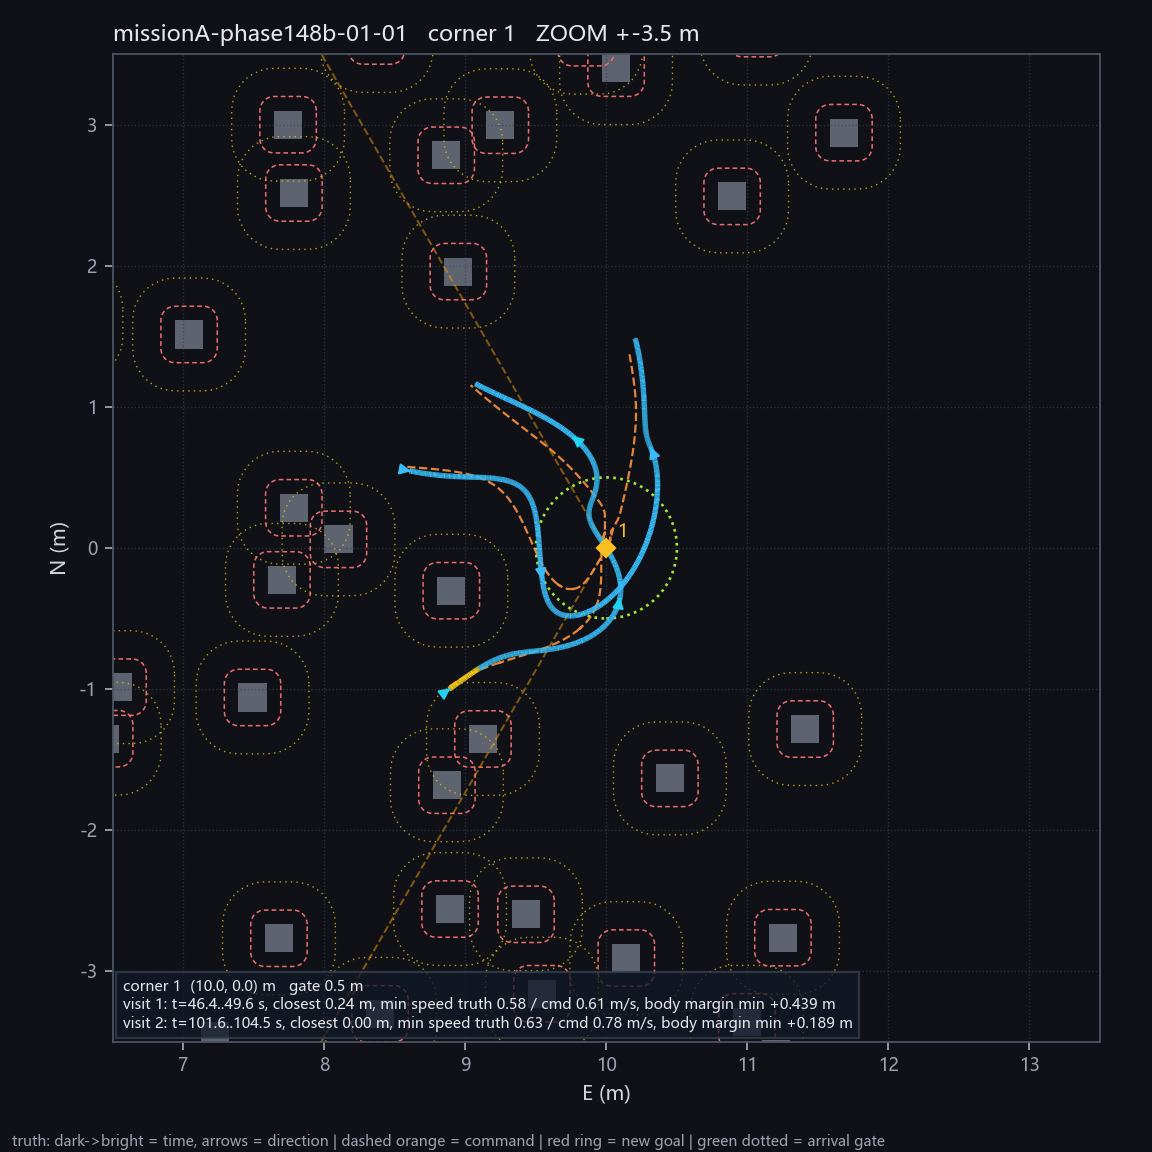 missionA-phase148b-01-01   corner 1   ZOOM +-3.5 m
N (m)
3
2
1
0
-1
-2
-3
1
corner 1  (10.0, 0.0) m   gate 0.5 m
visit 1: t=46.4..49.6 s, closest 0.24 m, min speed truth 0.58 / cmd 0.61 m/s, body margin min +0.439 m
visit 2: t=101.6..104.5 s, closest 0.00 m, min speed truth 0.63 / cmd 0.78 m/s, body margin min +0.189 m
7 8 9 10 11 12 13
E (m)
truth: dark->bright = time, arrows = direction | dashed orange = command | red ring = new goal | green dotted = arrival gate